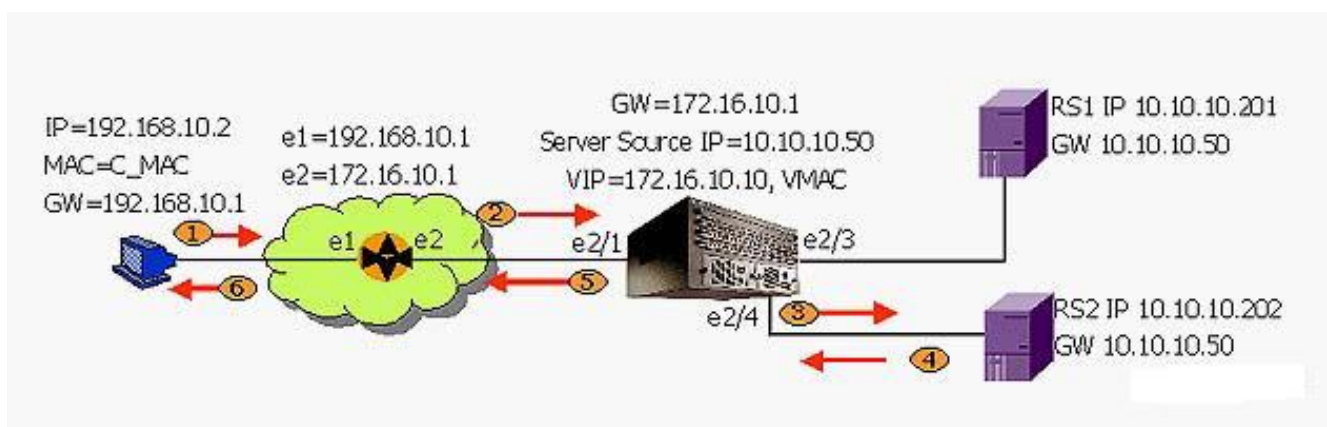 IP=192.168.10.2
MAC=C_MAC
GW=192.168.10.1
e1=192.168.10.1
e2=172.16.10.1
GW=172.16.10.1
Server Source IP=10.10.10.50
VIP=172.16.10.10, VMAC
RS1 IP 10.10.10.201
GW 10.10.10.50
1
2
e1
e2
e2/1
e2/3
6
5
e2/4
3
4
RS2 IP 10.10.10.202
GW 10.10.10.50